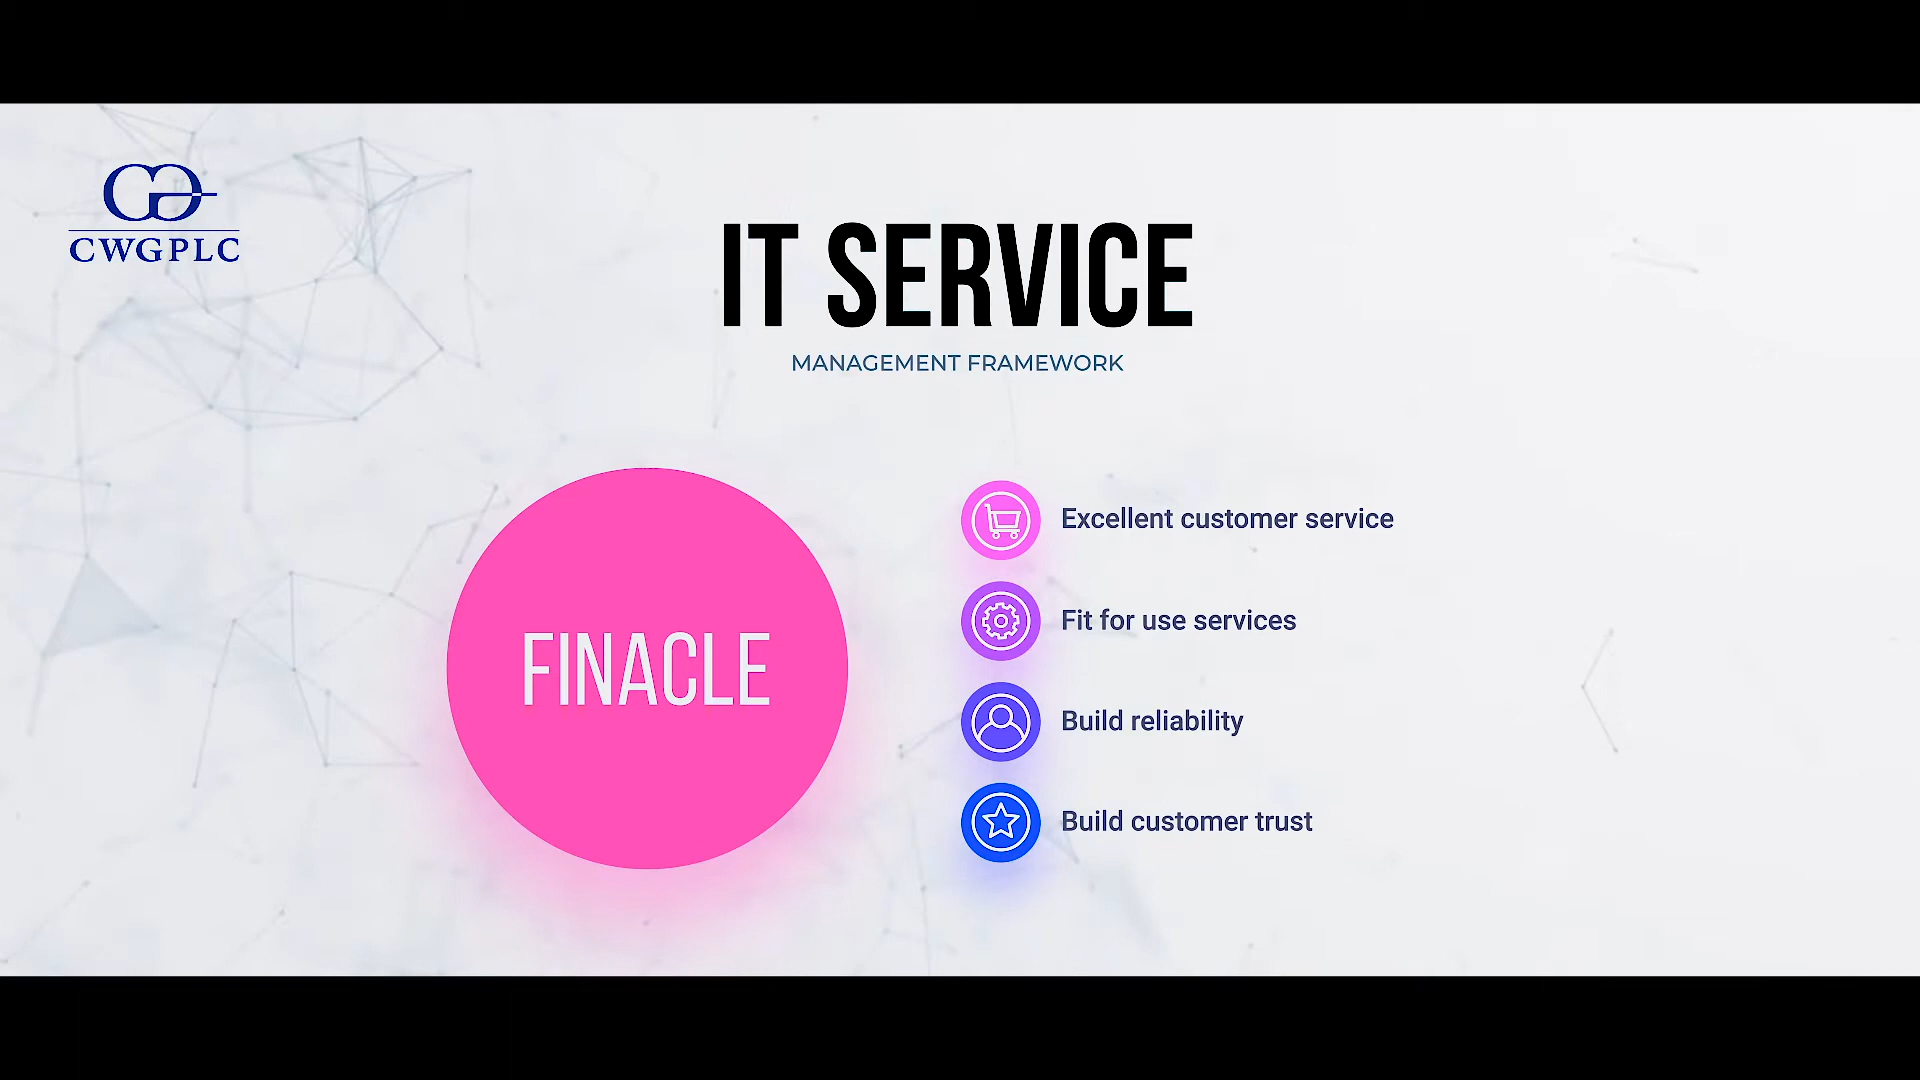 CWGPLC
IT SERVICE
MANAGEMENT FRAMEWORK
FINACLE
Excellent customer service
Fit for use services
Build reliability
Build customer trust